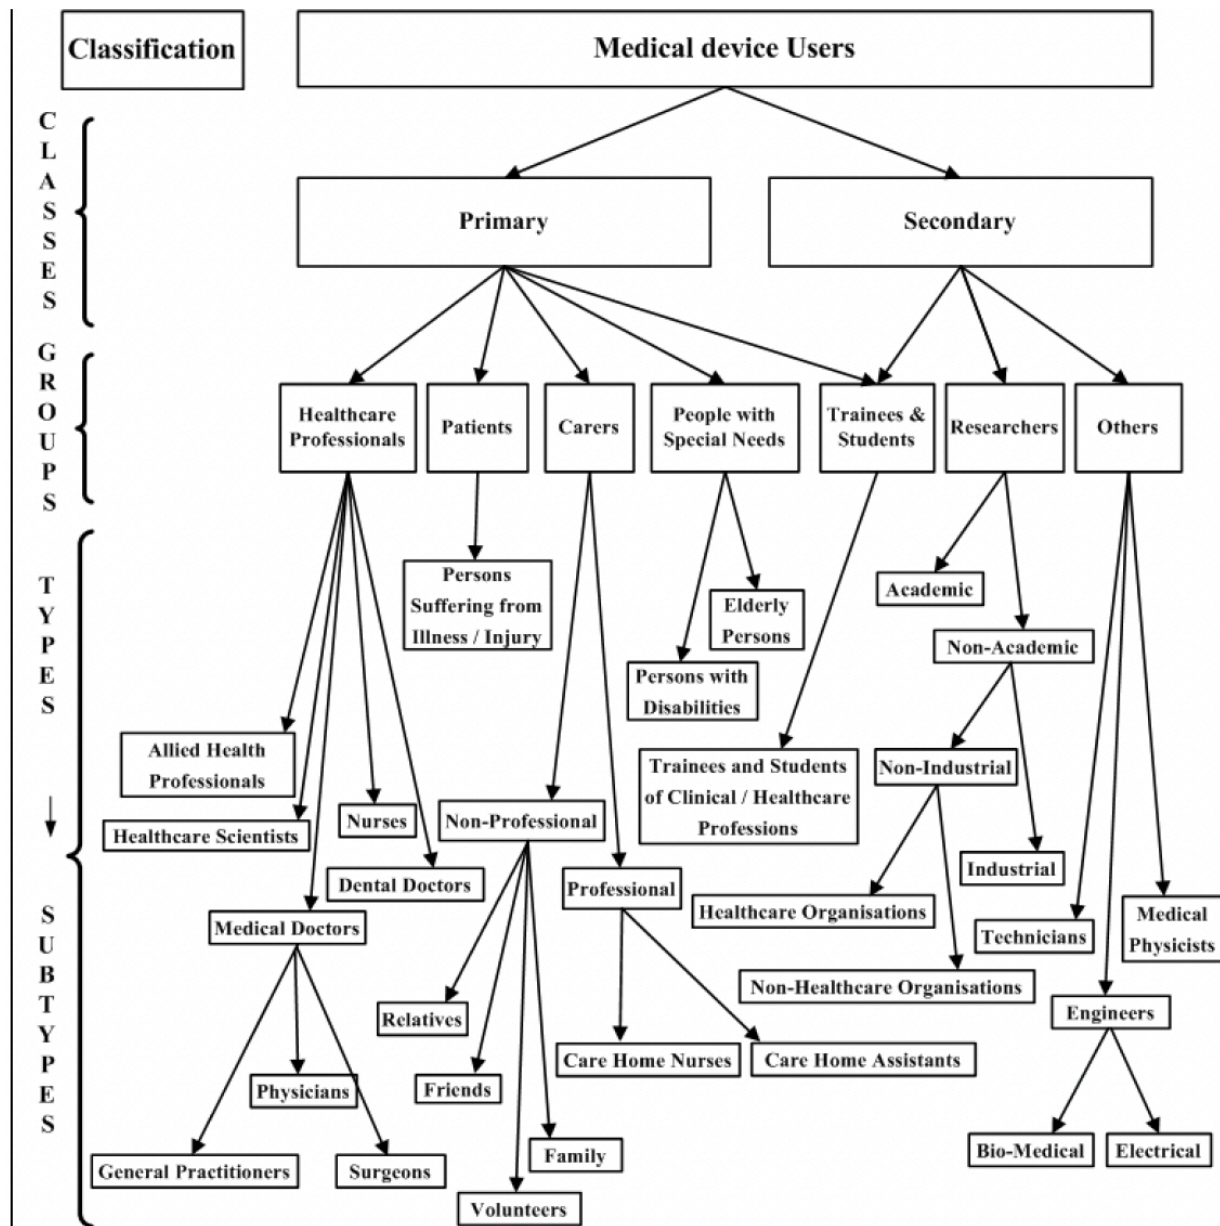 Classification
Medical device Users
CLASSES
Primary
Secondary
GROUPS
Healthcare
Professionals
Patients
Carers
People with
Special Needs
Trainees &
Students
Researchers
Others
TYPES
Persons
Suffering from
Illness / Injury
Elderly
Persons
Persons with
Disabilities
Academic
Non-Academic
Allied Health
Professionals
Healthcare Scientists
Nurses
Dental Doctors
Medical Doctors
Non-Professional
Professional
Trainees and Students
of Clinical / Healthcare
Professions
Non-Industrial
Industrial
Healthcare Organisations
Non-Healthcare Organisations
Technicians
Medical
Physicists
Engineers
SUBTYPES
Relatives
Friends
Care Home Nurses
Care Home Assistants
Physicians
General Practitioners
Surgeons
Family
Volunteers
Bio-Medical
Electrical